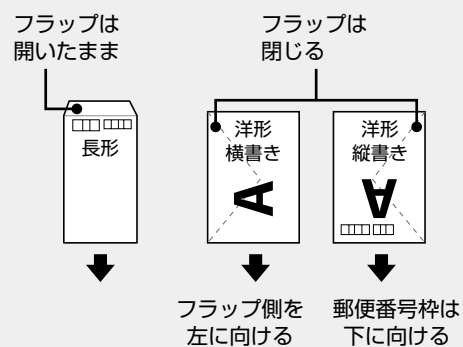 フラップは
開いたまま
フラップは
閉じる
長形
洋形
横書き
A
洋形
縦書き
A
フラップ側を
左に向ける
郵便番号枠は
下に向ける